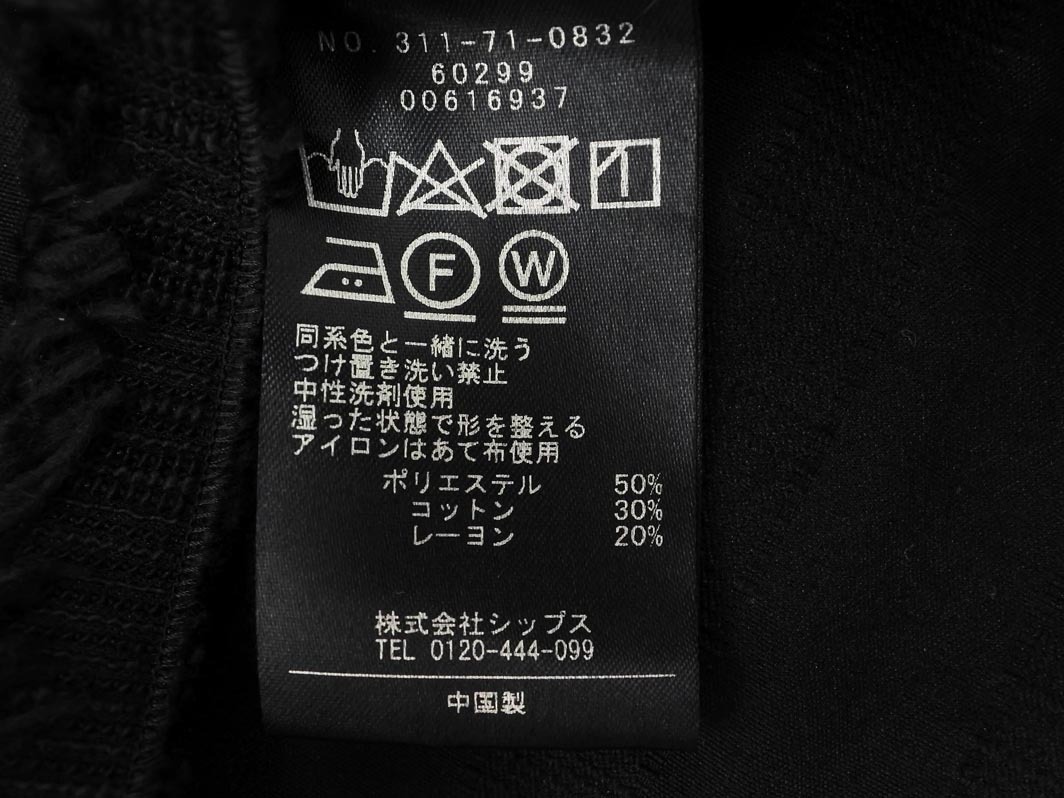 NO. 311-71-0832
60299
00616937
F W
同系色と一緒に洗う
つけ置き洗い禁止
中性洗剤使用
湿った状態で形を整える
アイロンはあて布使用
ポリエステル 50%
コットン 30%
レーヨン 20%
株式会社シップス
TEL 0120-444-099
中国製